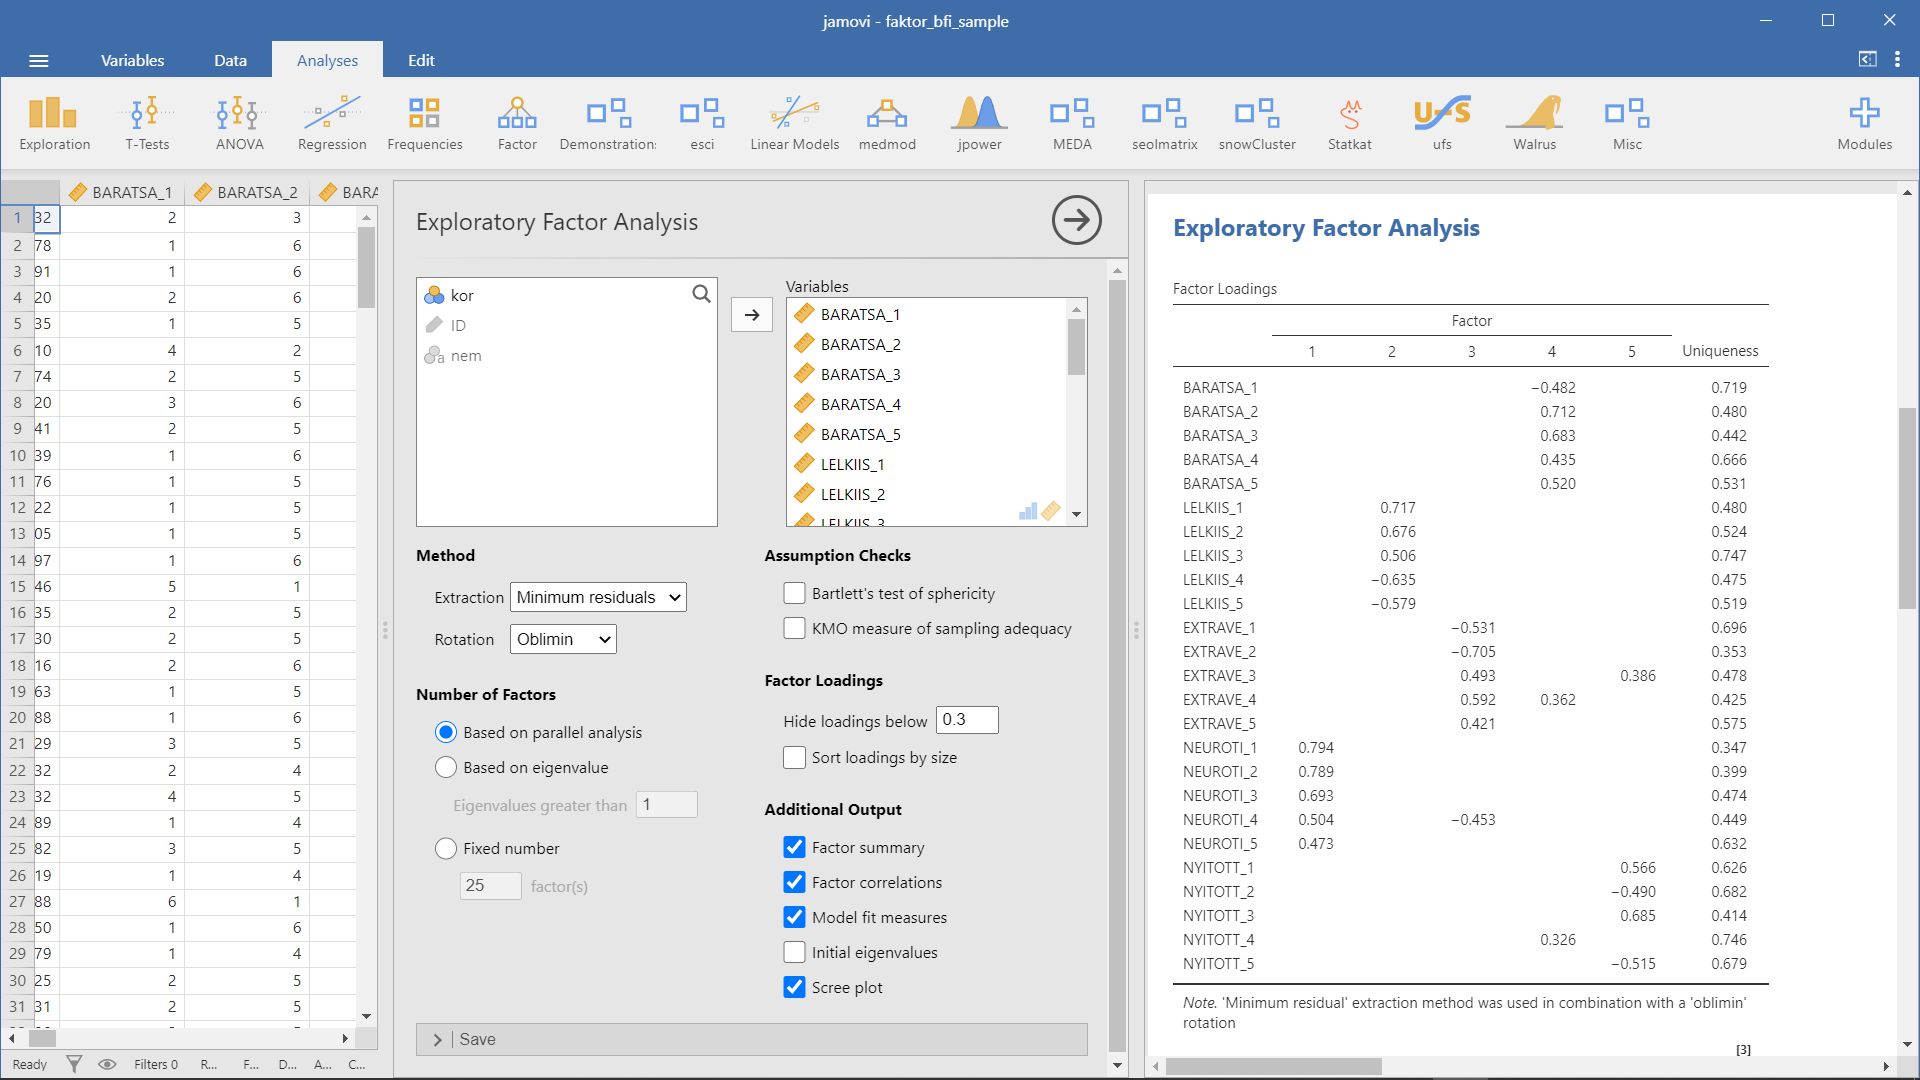 jamovi - faktor_bfi_sample
Variables Data Analyses Edit
Exploration T-Tests ANOVA Regression Frequencies Factor Demonstrations esci Linear Models medmod jpower MEDA seolmatrix snowCluster Statkat ufs Walrus Misc Modules
BARATSA_1 BARATSA_2 BARA
1 32 2 3
2 78 1 6
3 91 1 6
4 20 2 6
5 35 1 5
6 10 4 2
7 74 2 5
8 20 3 6
9 41 2 5
10 39 1 6
11 76 1 5
12 22 1 5
13 05 1 5
14 97 1 6
15 46 5 1
16 35 2 5
17 30 2 5
18 16 2 6
19 63 1 5
20 88 1 6
21 29 3 5
22 32 2 4
23 32 4 5
24 89 1 4
25 82 3 5
26 19 1 4
27 88 6 1
28 50 1 6
29 79 1 4
30 25 2 5
31 31 2 5
Ready Filters 0 R... F... D... A... C...
Exploratory Factor Analysis
kor
ID
nem
Variables
BARATSA_1
BARATSA_2
BARATSA_3
BARATSA_4
BARATSA_5
LELKIIS_1
LELKIIS_2
LELKIIS_3
Method
Extraction Minimum residuals
Rotation Oblimin
Number of Factors
Based on parallel analysis
Based on eigenvalue
Eigenvalues greater than 1
Fixed number
25 factor(s)
Assumption Checks
Bartlett's test of sphericity
KMO measure of sampling adequacy
Factor Loadings
Hide loadings below 0.3
Sort loadings by size
Additional Output
Factor summary
Factor correlations
Model fit measures
Initial eigenvalues
Scree plot
Save
Exploratory Factor Analysis
Factor Loadings
Factor
1 2 3 4 5 Uniqueness
BARATSA_1 −0.482 0.719
BARATSA_2 0.712 0.480
BARATSA_3 0.683 0.442
BARATSA_4 0.435 0.666
BARATSA_5 0.520 0.531
LELKIIS_1 0.717 0.480
LELKIIS_2 0.676 0.524
LELKIIS_3 0.506 0.747
LELKIIS_4 −0.635 0.475
LELKIIS_5 −0.579 0.519
EXTRAVE_1 −0.531 0.696
EXTRAVE_2 −0.705 0.353
EXTRAVE_3 0.493 0.386 0.478
EXTRAVE_4 0.592 0.362 0.425
EXTRAVE_5 0.421 0.575
NEUROTI_1 0.794 0.347
NEUROTI_2 0.789 0.399
NEUROTI_3 0.693 0.474
NEUROTI_4 0.504 −0.453 0.449
NEUROTI_5 0.473 0.632
NYITOTT_1 0.566 0.626
NYITOTT_2 −0.490 0.682
NYITOTT_3 0.685 0.414
NYITOTT_4 0.326 0.746
NYITOTT_5 −0.515 0.679
Note. 'Minimum residual' extraction method was used in combination with a 'oblimin'
rotation
[3]